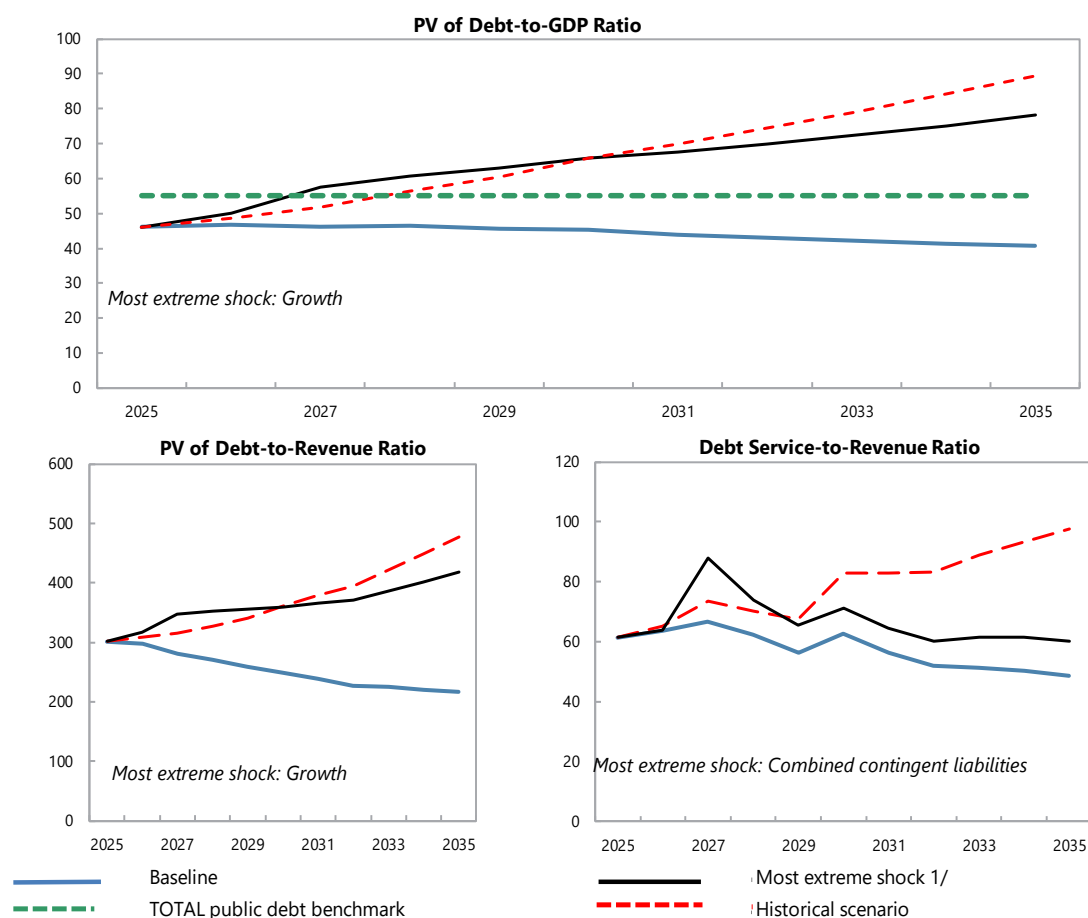 PV of Debt-to-GDP Ratio
100
90
80
70
60
50
40
30
20
10
0
Most extreme shock: Growth
2025 2027 2029 2031 2033 2035
PV of Debt-to-Revenue Ratio
600
500
400
300
200
100
0
Most extreme shock: Growth
2025 2027 2029 2031 2033 2035
Debt Service-to-Revenue Ratio
120
100
80
60
40
20
0
Most extreme shock: Combined contingent liabilities
2025 2027 2029 2031 2033 2035
Baseline
Most extreme shock 1/
TOTAL public debt benchmark
Historical scenario